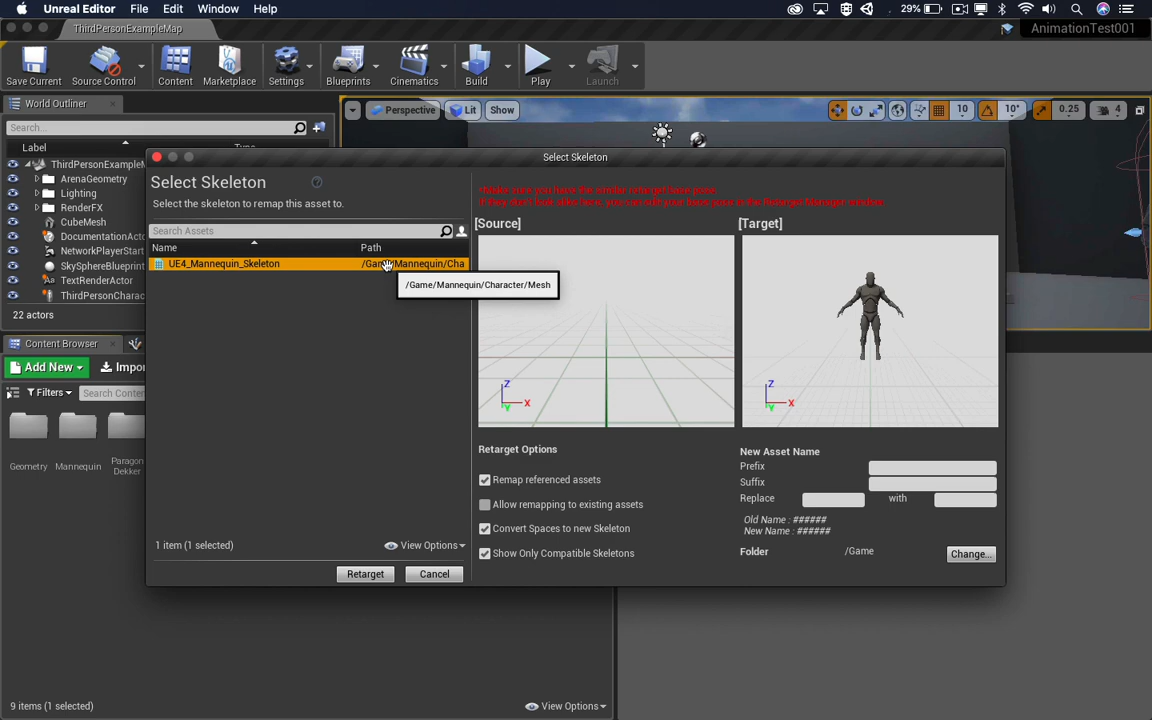 Unreal Editor File Edit Window Help 29%
ThirdPersonExampleMap AnimationTest001
Save Current Source Control Content Marketplace Settings Blueprints Cinematics Build Play Launch
World Outliner Perspective Lit Show 10 10° 0.25 4
Search...
Label Type
ThirdPersonExampleM
ArenaGeometry
Lighting
RenderFX
CubeMesh
DocumentationActo
NetworkPlayerStart
SkySphereBlueprint
TextRenderActor
ThirdPersonCharac
22 actors
Content Browser
Add New Impor
Filters Search Conten
Geometry Mannequin Paragon
Dekker
9 items (1 selected) View Options
Select Skeleton
Select Skeleton
Select the skeleton to remap this asset to.
Search Assets
Name Path
UE4_Mannequin_Skeleton /Game/Mannequin/Cha
/Game/Mannequin/Character/Mesh
1 item (1 selected) View Options
Retarget Cancel
[Source] [Target]
Z X Y
Z X Y
Retarget Options
Remap referenced assets
Allow remapping to existing assets
Convert Spaces to new Skeleton
Show Only Compatible Skeletons
New Asset Name
Prefix
Suffix
Replace with
Old Name : ######
New Name : ######
Folder /Game Change...